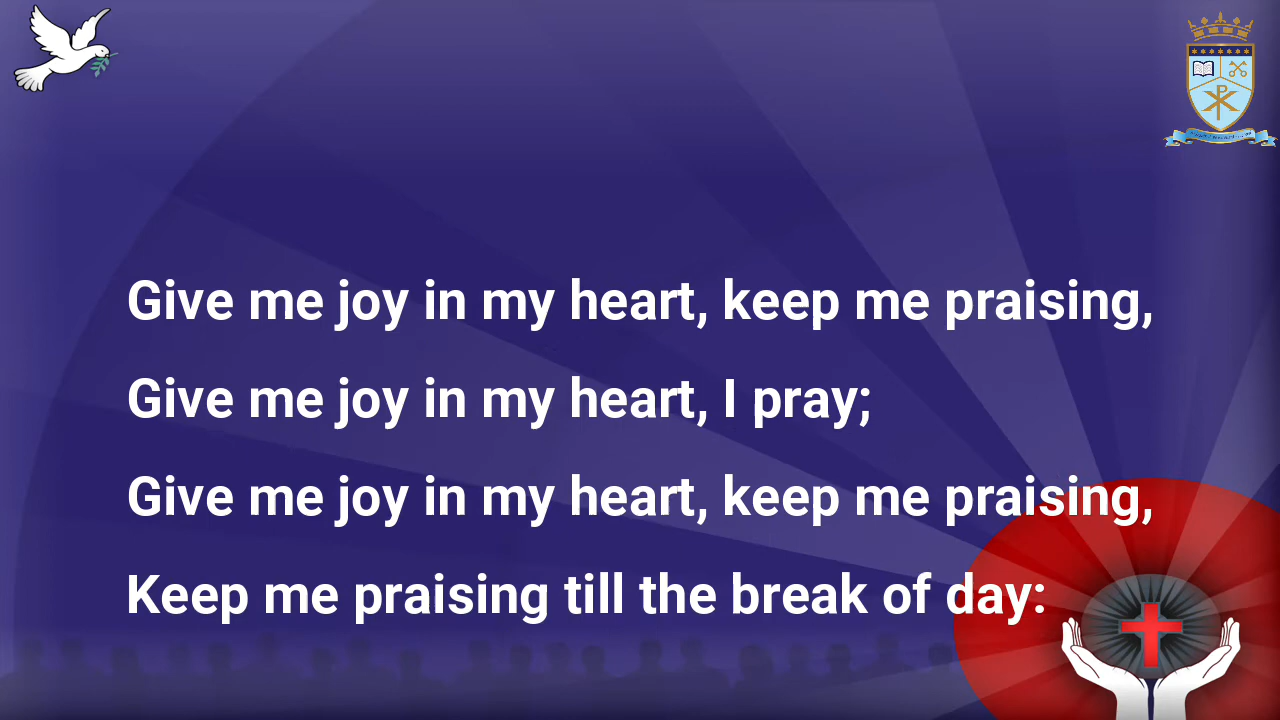 Give me joy in my heart, keep me praising,
Give me joy in my heart, I pray;
Give me joy in my heart, keep me praising,
Keep me praising till the break of day: